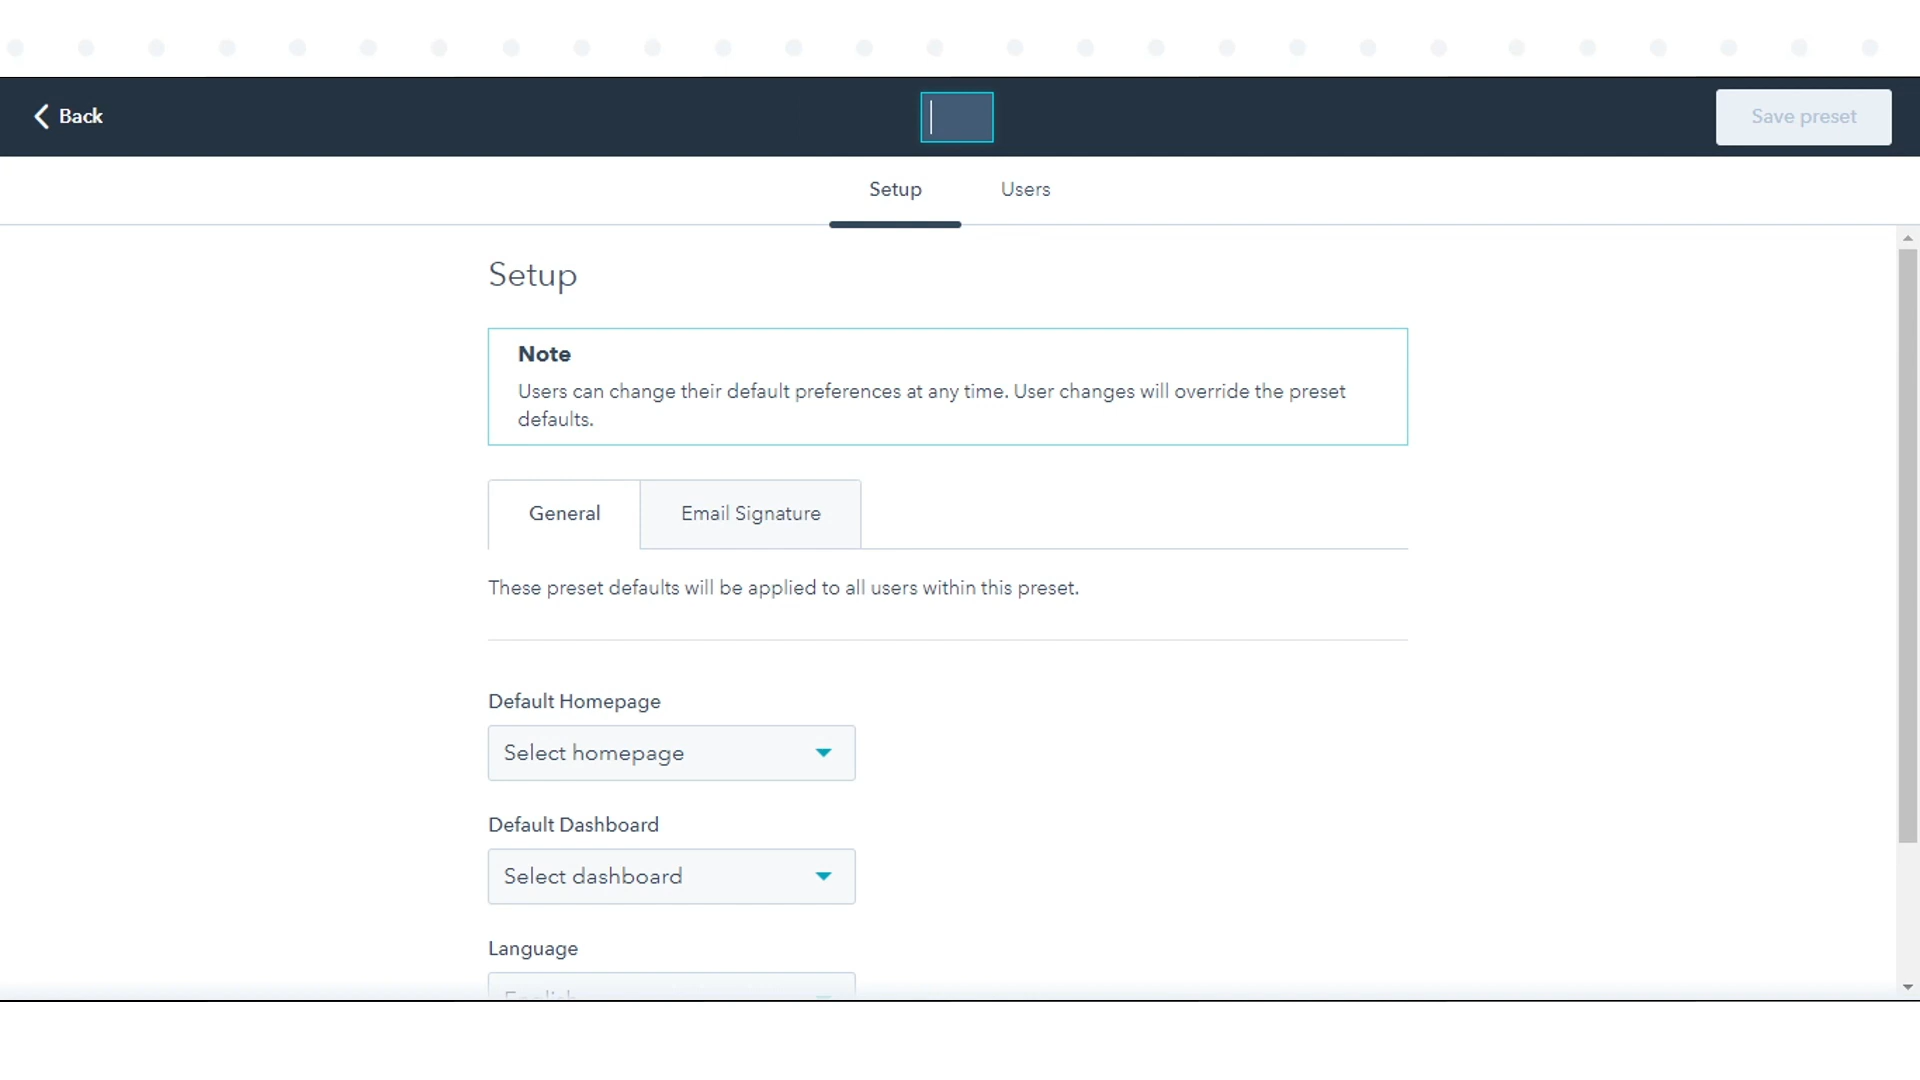 Back
Save preset
Setup
Users
Setup
Note
Users can change their default preferences at any time. User changes will override the preset
defaults.
General
Email Signature
These preset defaults will be applied to all users within this preset.
Default Homepage
Select homepage
Default Dashboard
Select dashboard
Language
English